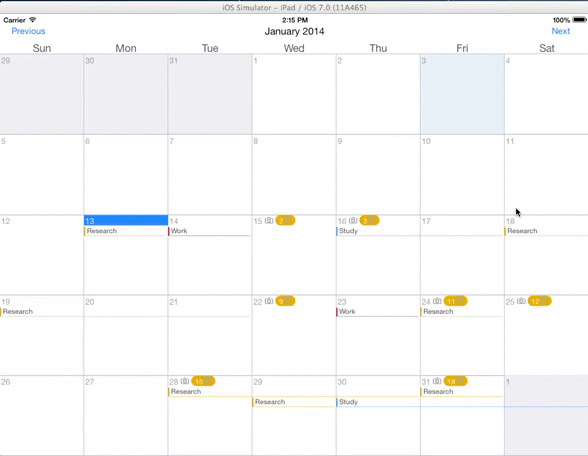 iOS Simulator – iPad / iOS 7.0 (11A465)
Carrier 2:15 PM 100%
Previous January 2014 Next
Sun Mon Tue Wed Thu Fri Sat
29 30 31 1 2 3 4
5 6 7 8 9 10 11
12 13 14 15 2 16 3 17 18
Research Work Study Research
19 20 21 22 9 23 24 11 25 12
Research Work Research
26 27 28 15 29 30 31 18 1
Research Research
Research Study